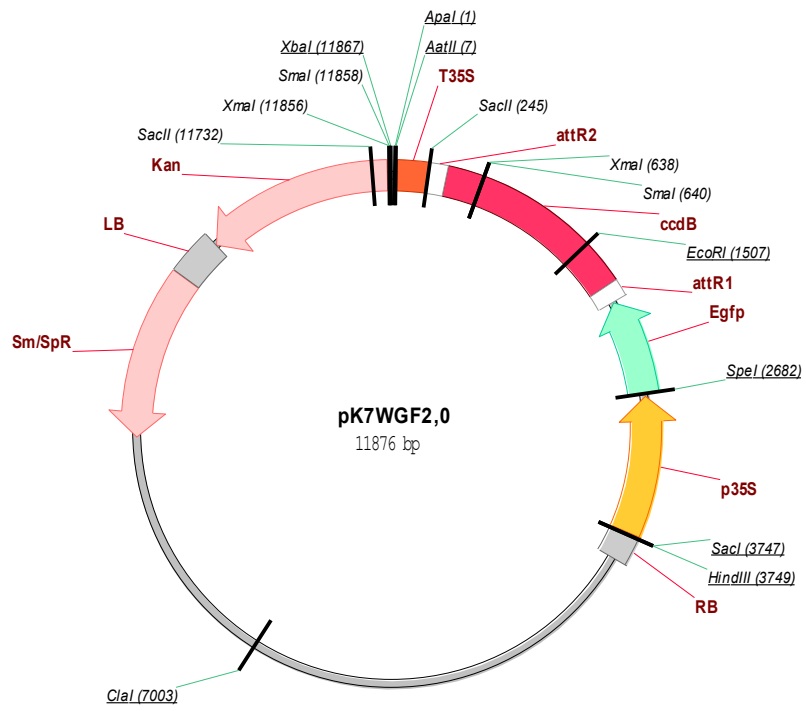 ApaI (1)
XbaI (11867)
AatII (7)
SmaI (11858)
T35S
XmaI (11856)
SacII (245)
SacII (11732)
attR2
Kan
XmaI (638)
SmaI (640)
ccdB
LB
EcoRI (1507)
attR1
Egfp
Sm/SpR
SpeI (2682)
pK7WGF2,0
11876 bp
p35S
SacI (3747)
HindIII (3749)
RB
ClaI (7003)